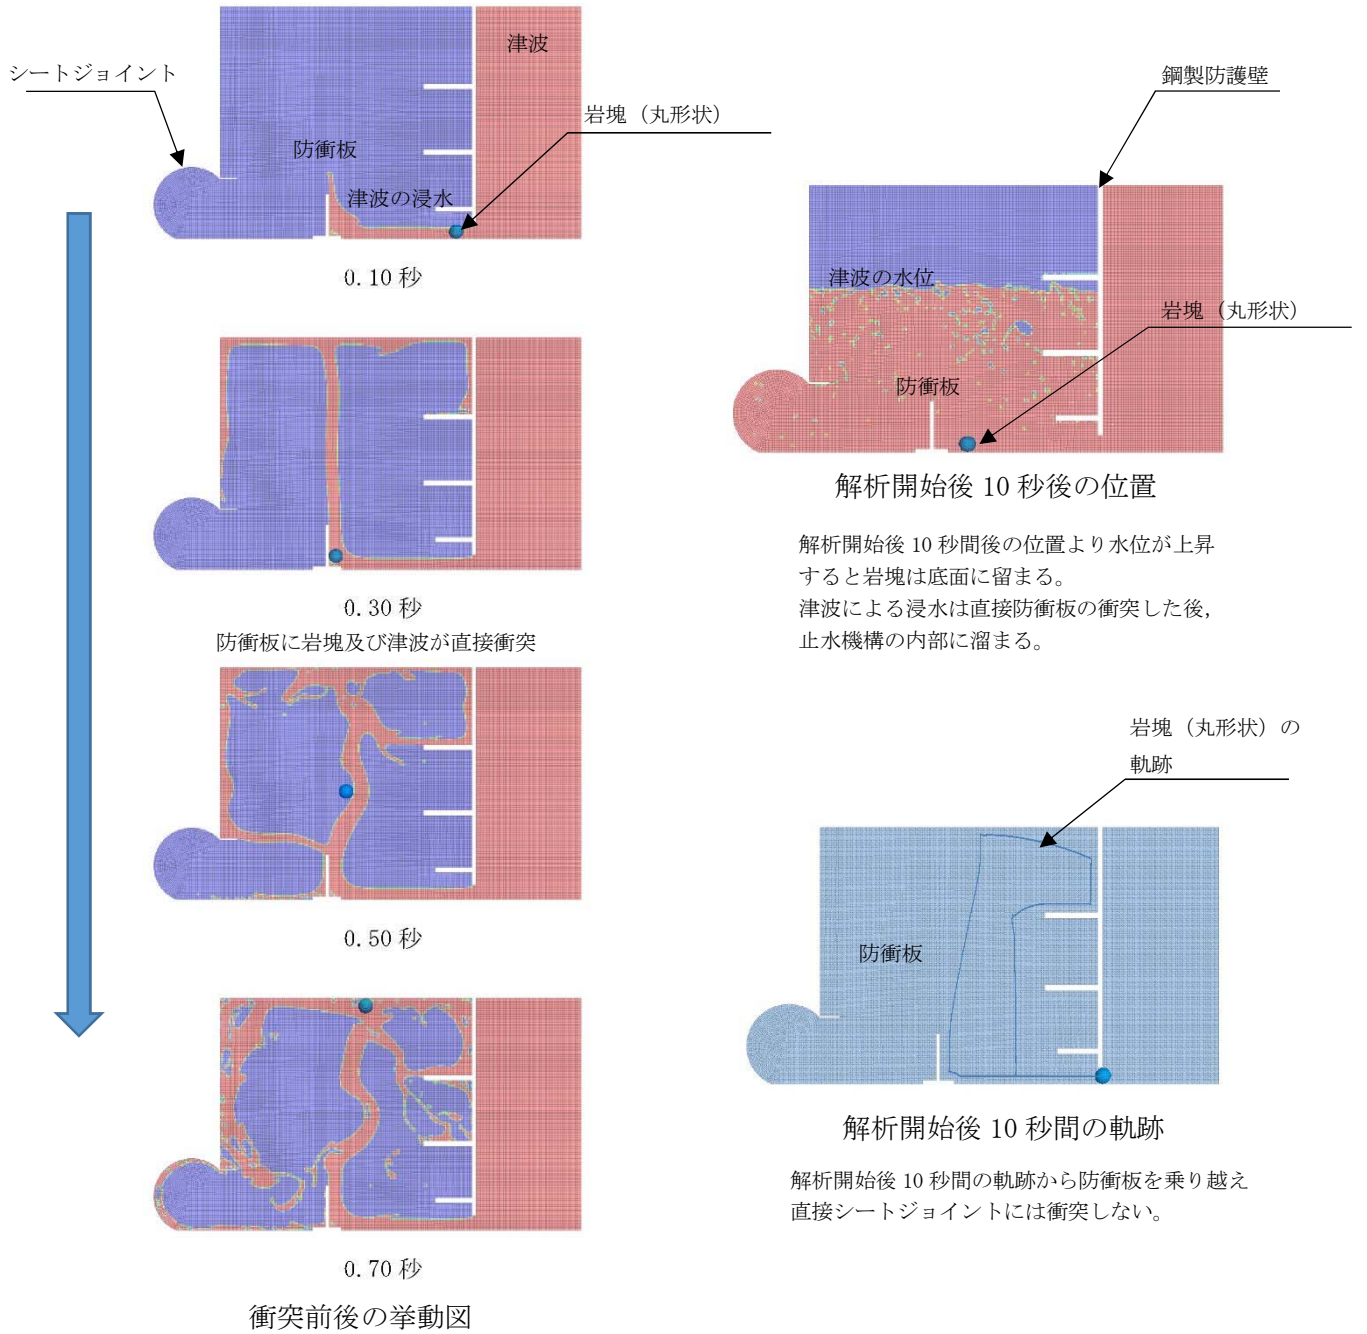 シートジョイント
津波
岩塊（丸形状）
防衝板
津波の浸水
0.10 秒
0.30 秒
防衝板に岩塊及び津波が直接衝突
0.50 秒
0.70 秒
衝突前後の挙動図
鋼製防護壁
津波の水位
岩塊（丸形状）
防衝板
解析開始後 10 秒後の位置
解析開始後 10 秒間後の位置より水位が上昇
すると岩塊は底面に留まる。
津波による浸水は直接防衝板の衝突した後，
止水機構の内部に溜まる。
岩塊（丸形状）の
軌跡
防衝板
解析開始後 10 秒間の軌跡
解析開始後 10 秒間の軌跡から防衝板を乗り越え
直接シートジョイントには衝突しない。